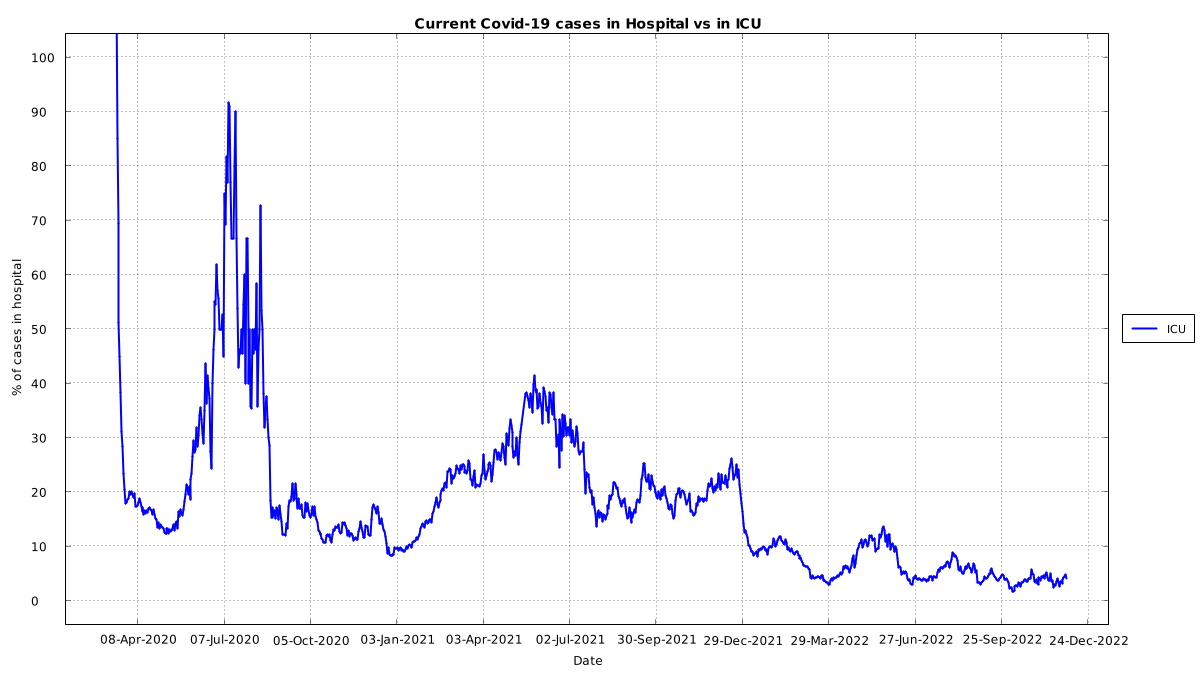 Current Covid-19 cases in Hospital vs in ICU
100
90
80
70
60
50
40
30
20
10
0
% of cases in hospital
08-Apr-2020 07-Jul-2020 05-Oct-2020 03-Jan-2021 03-Apr-2021 02-Jul-2021 30-Sep-2021 29-Dec-2021 29-Mar-2022 27-Jun-2022 25-Sep-2022 24-Dec-2022
Date
ICU